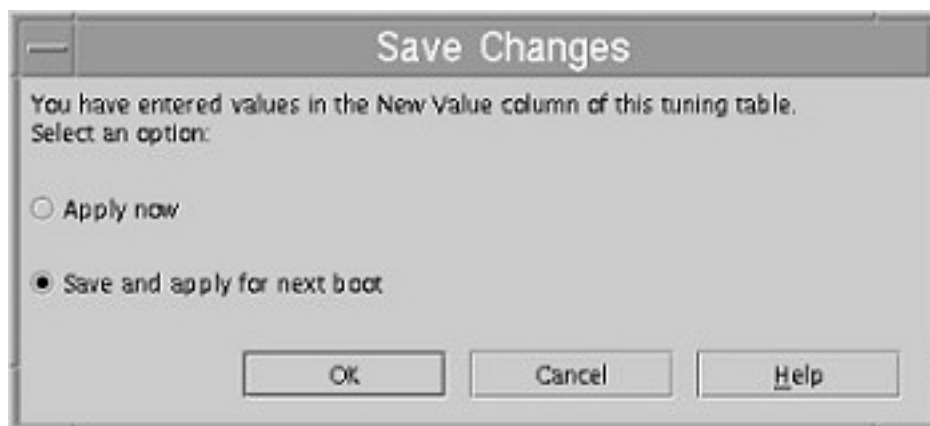 Save Changes
You have entered values in the New Value column of this tuning table.
Select an option:
Apply now
Save and apply for next boot
OK
Cancel
Help